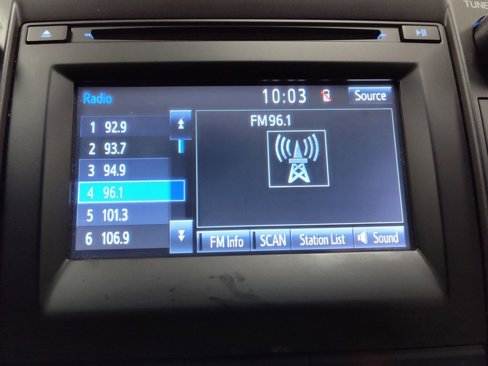 TUNE
Radio 10:03 Source
1 92.9
2 93.7
3 94.9
4 96.1
5 101.3
6 106.9
FM 96.1
FM Info SCAN Station List Sound